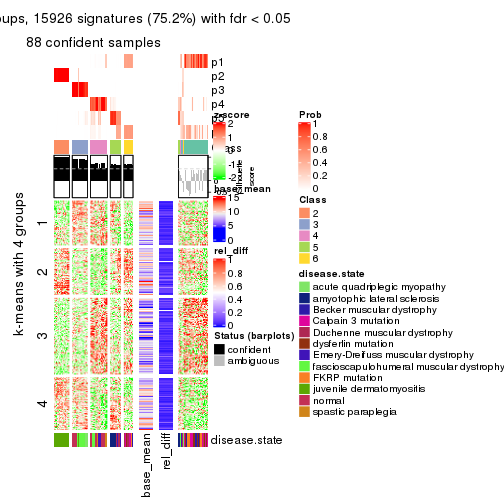 oups, 15926 signatures (75.2%) with fdr < 0.05
88 confident samples
p1
p2
p3
p4
z-score
2
1
-1
-2
Silhouette
score
base_mean
15
10
5
0
rel_diff
1
0.8
0.6
0.4
0.2
0
Status (barplots)
confident
ambiguous
k-means with 4 groups
1
2
3
4
base_mean
rel_diff
disease.state
Prob
1
0.8
0.6
0.4
0.2
0
Class
2
3
4
5
6
disease.state
acute quadriplegic myopathy
amyotophic lateral sclerosis
Becker muscular dystrophy
Calpain 3 mutation
Duchenne muscular dystrophy
dysferlin mutation
Emery-Dreifuss muscular dystrophy
fascioscapulohumeral muscular dystrophy
FKRP mutation
juvenile dermatomyositis
normal
spastic paraplegia